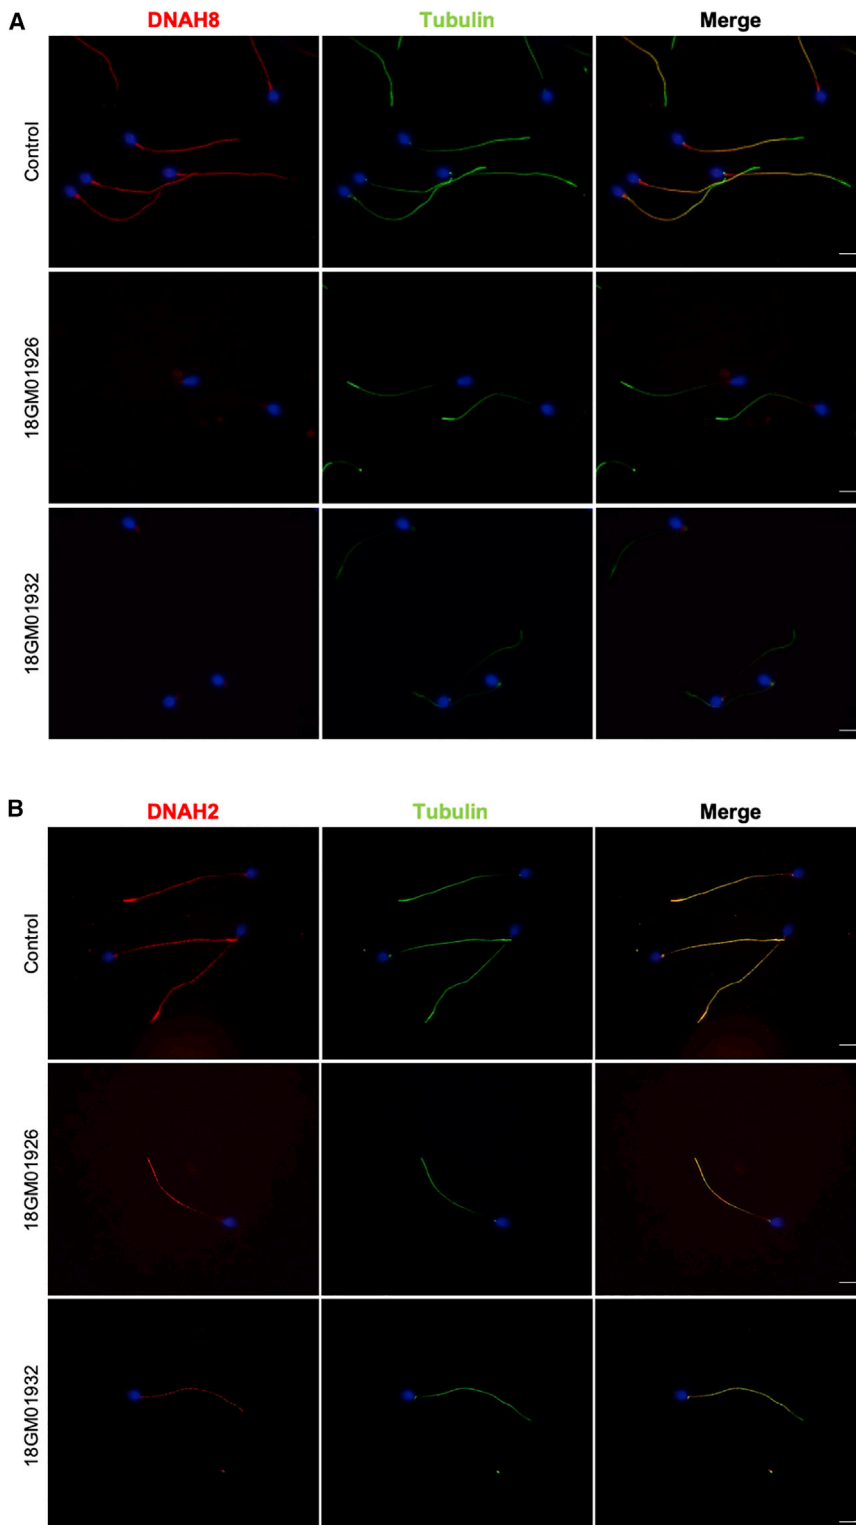 A
DNAH8 Tubulin Merge
Control
18GM01926
18GM01932
B
DNAH2 Tubulin Merge
Control
18GM01926
18GM01932